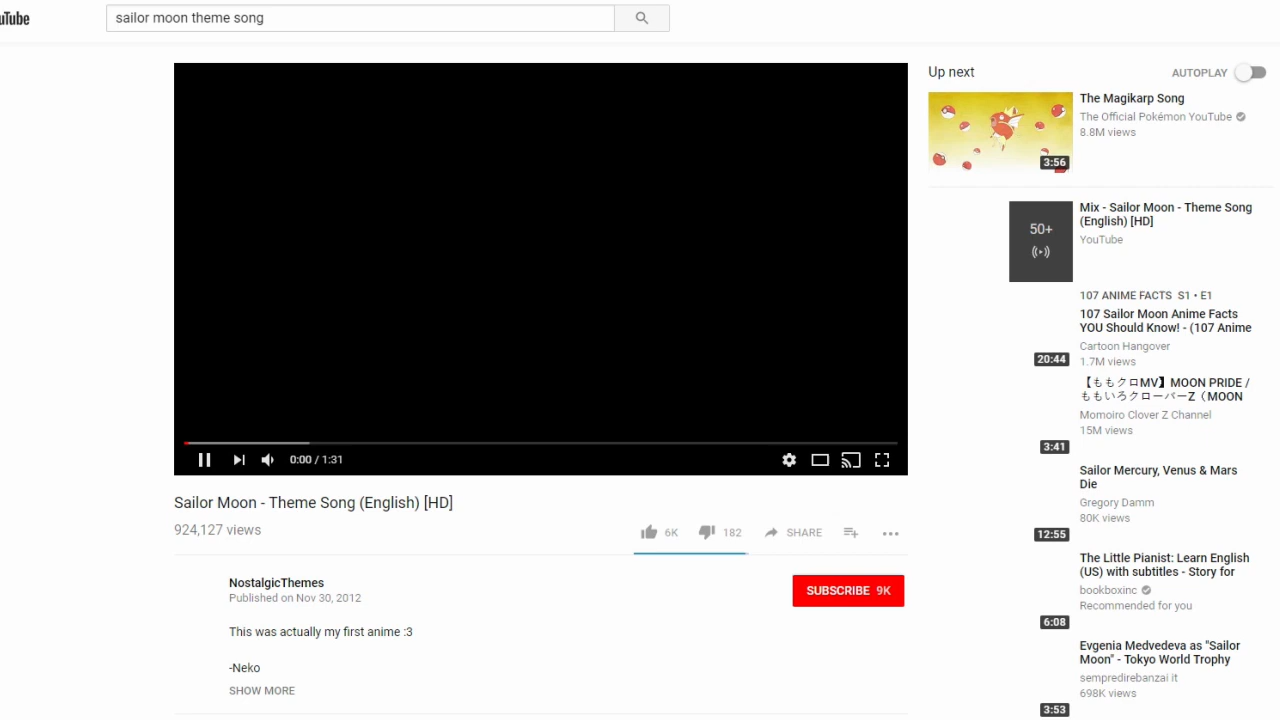 uTube
sailor moon theme song
Up next
AUTOPLAY
The Magikarp Song
The Official Pokémon YouTube
8.8M views
3:56
Mix - Sailor Moon - Theme Song
(English) [HD]
YouTube
50+
107 ANIME FACTS S1 • E1
107 Sailor Moon Anime Facts
YOU Should Know! - (107 Anime
Cartoon Hangover
1.7M views
20:44
【ももクロMV】MOON PRIDE /
ももいろクローバーZ（MOON
Momoiro Clover Z Channel
15M views
3:41
Sailor Mercury, Venus & Mars
Die
Gregory Damm
80K views
12:55
The Little Pianist: Learn English
(US) with subtitles - Story for
bookboxinc
Recommended for you
6:08
Evgenia Medvedeva as "Sailor
Moon" - Tokyo World Trophy
sempredirebanzai it
698K views
3:53
0:00 / 1:31
Sailor Moon - Theme Song (English) [HD]
924,127 views
6K 182 SHARE
NostalgicThemes
Published on Nov 30, 2012
SUBSCRIBE 9K
This was actually my first anime :3
-Neko
SHOW MORE